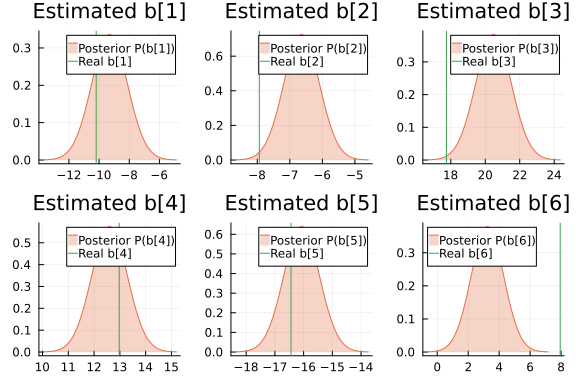 Estimated b[1]
Estimated b[2]
Estimated b[3]
Posterior P(b[1])
Real b[1]
Posterior P(b[2])
Real b[2]
Posterior P(b[3])
Real b[3]
0.3
0.2
0.1
0.0
0.6
0.4
0.2
0.0
0.3
0.2
0.1
0.0
−12 −10 −8 −6
−8 −7 −6 −5
18 20 22 24
Estimated b[4]
Estimated b[5]
Estimated b[6]
Posterior P(b[4])
Real b[4]
Posterior P(b[5])
Real b[5]
Posterior P(b[6])
Real b[6]
0.5
0.4
0.3
0.2
0.1
0.0
0.6
0.5
0.4
0.3
0.2
0.1
0.0
0.3
0.2
0.1
0.0
10 11 12 13 14 15
−18 −17 −16 −15 −14
0 2 4 6 8